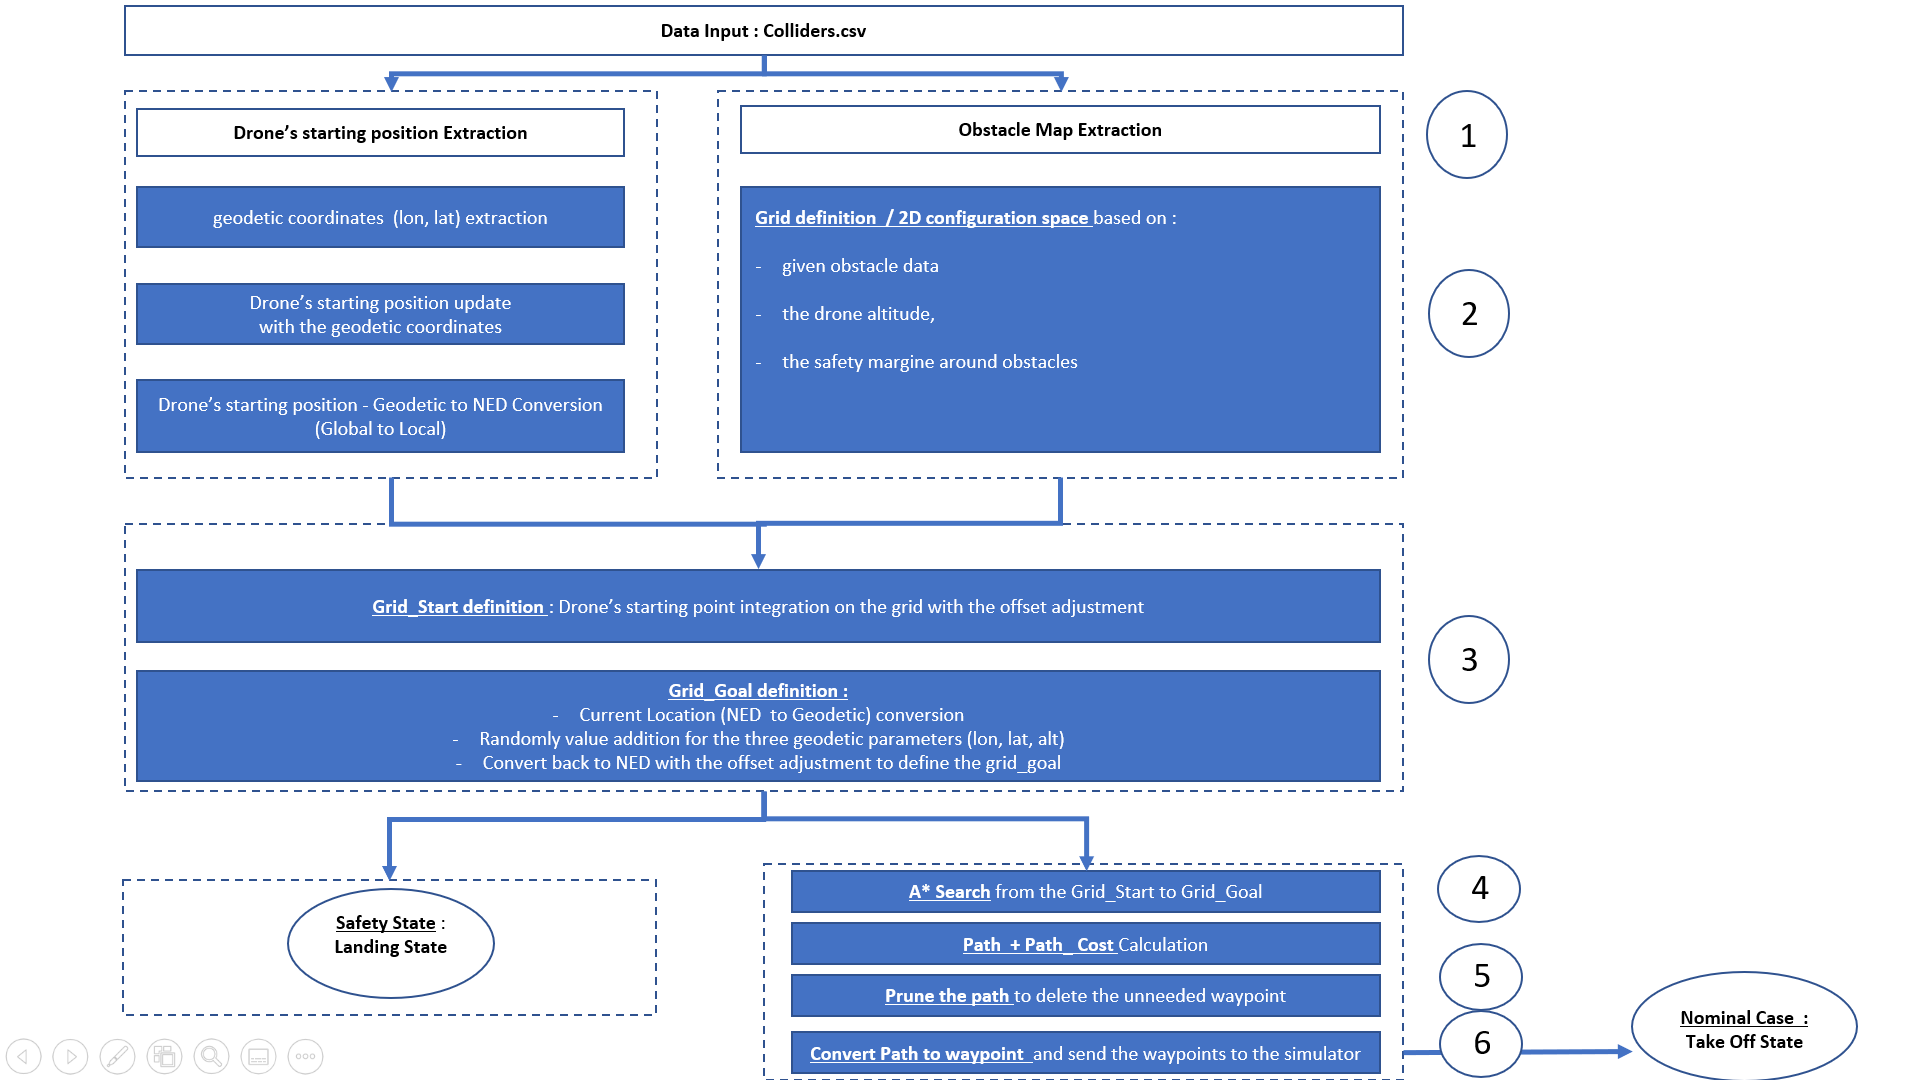 Data Input : Colliders.csv
Drone’s starting position Extraction
geodetic coordinates  (lon, lat) extraction
Drone’s starting position update
with the geodetic coordinates
Drone’s starting position - Geodetic to NED Conversion
(Global to Local)
Obstacle Map Extraction
Grid definition  / 2D configuration space based on :
- given obstacle data
- the drone altitude,
- the safety margine around obstacles
1
2
Grid_Start definition : Drone’s starting point integration on the grid with the offset adjustment
Grid_Goal definition :
- Current Location (NED  to Geodetic) conversion
- Randomly value addition for the three geodetic parameters (lon, lat, alt)
- Convert back to NED with the offset adjustment to define the grid_goal
3
Safety State :
Landing State
A* Search from the Grid_Start to Grid_Goal
Path  + Path_ Cost Calculation
Prune the path to delete the unneeded waypoint
Convert Path to waypoint  and send the waypoints to the simulator
4
5
6
Nominal Case  :
Take Off State